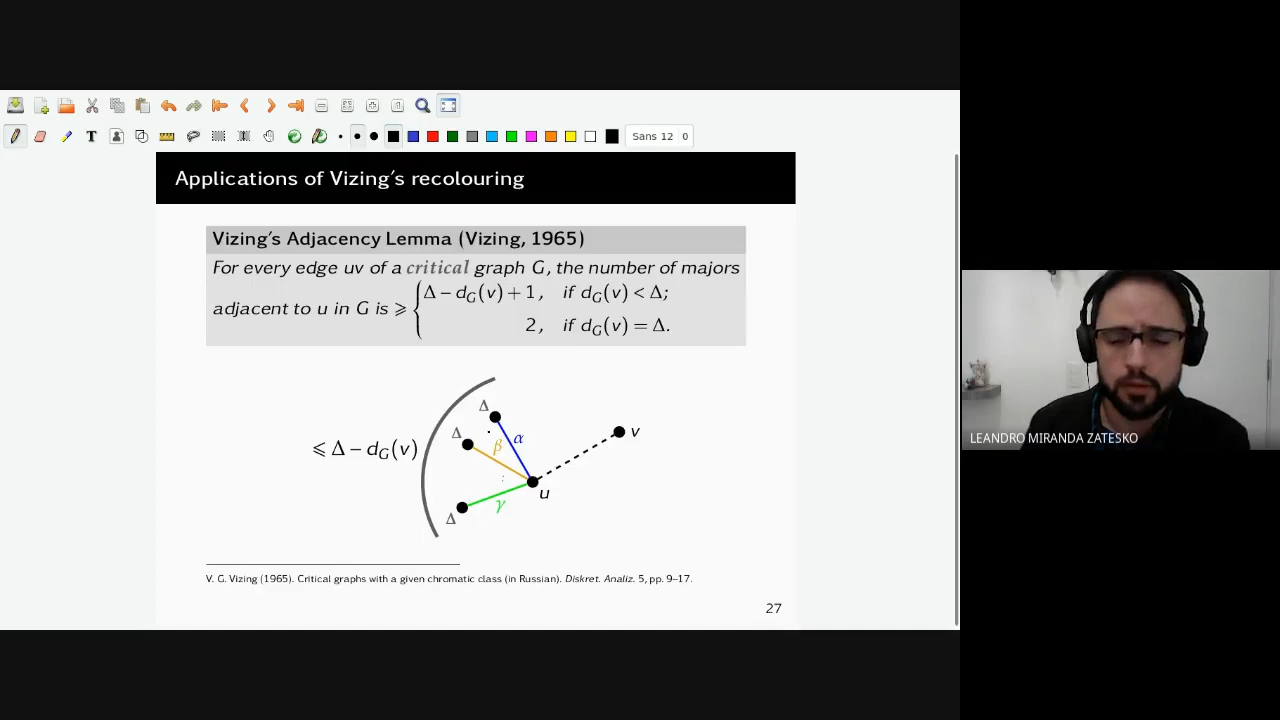 Sans 12 0
Applications of Vizing's recolouring
Vizing's Adjacency Lemma (Vizing, 1965)
For every edge uv of a critical graph G, the number of majors
adjacent to u in G is ⩾ { Δ − d_G(v) + 1, if d_G(v) < Δ;
2, if d_G(v) = Δ.
Δ
Δ
α
v
β
⩽ Δ − d_G(v)
u
γ
Δ
LEANDRO MIRANDA ZATESKO
V. G. Vizing (1965). Critical graphs with a given chromatic class (in Russian). Diskret. Analiz. 5, pp. 9–17.
27